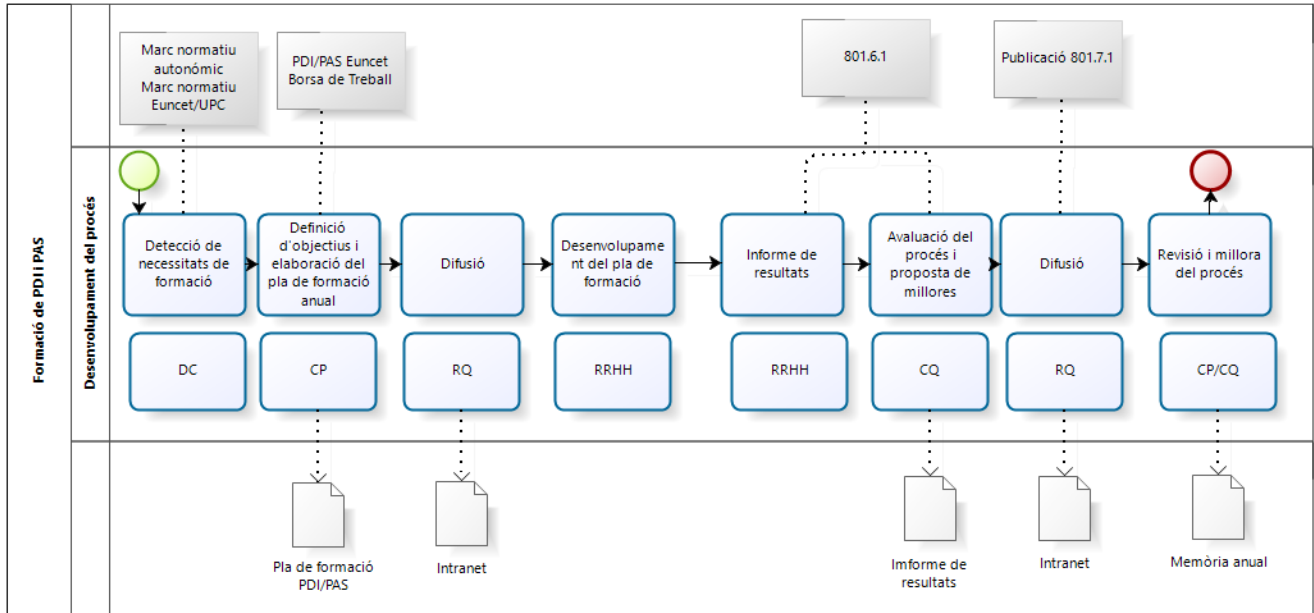 Formació de PDI i PAS
Desenvolupament del procés
Marc normatiu
autonómic
Marc normatiu
Euncet/UPC
PDI/PAS Euncet
Borsa de Treball
801.6.1
Publicació 801.7.1
Detecció de
necessitats de
formació
Definició
d'objectius i
elaboració del
pla de formació
anual
Difusió
Desenvolupame
nt del pla de
formació
Informe de
resultats
Avaluació del
procés i
proposta de
millores
Difusió
Revisió i millora
del procés
DC
CP
RQ
RRHH
RRHH
CQ
RQ
CP/CQ
Pla de formació
PDI/PAS
Intranet
Imforme de
resultats
Intranet
Memòria anual